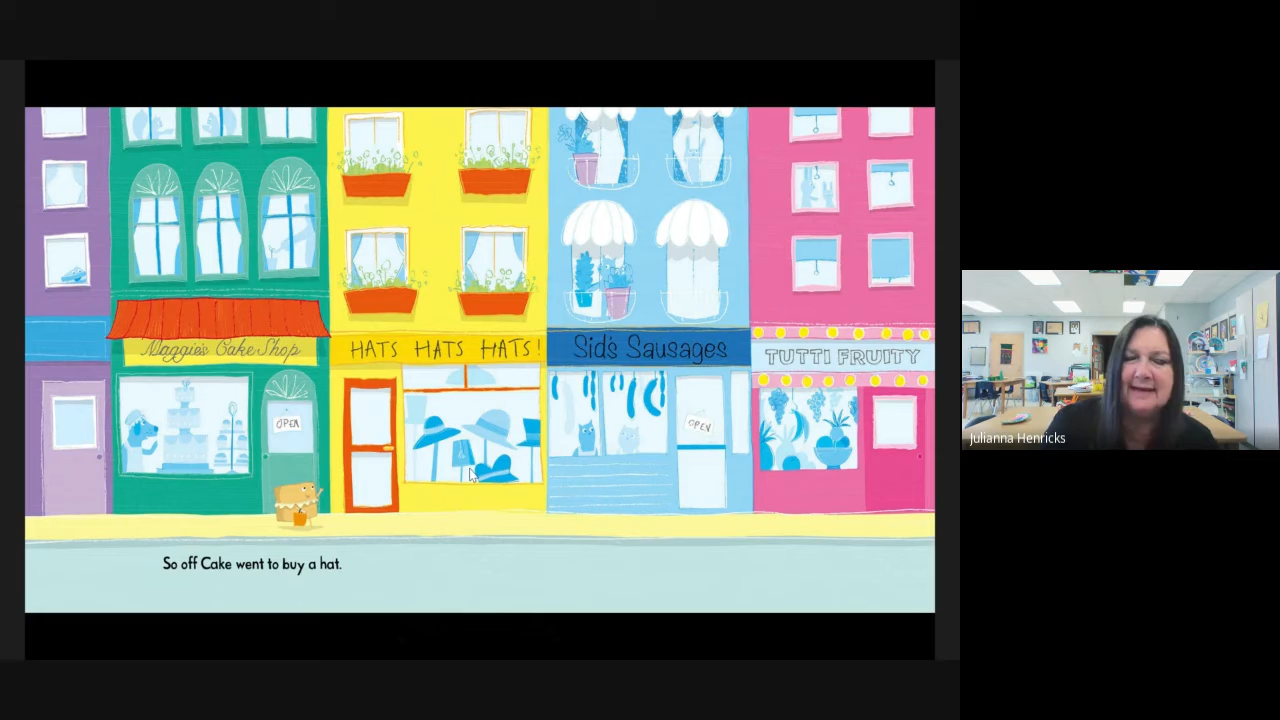 Maggie's Cake Shop
HATS HATS HATS!
Sid's Sausages
TUTTI FRUITY
OPEN
OPEN
So off Cake went to buy a hat.
Julianna Henricks